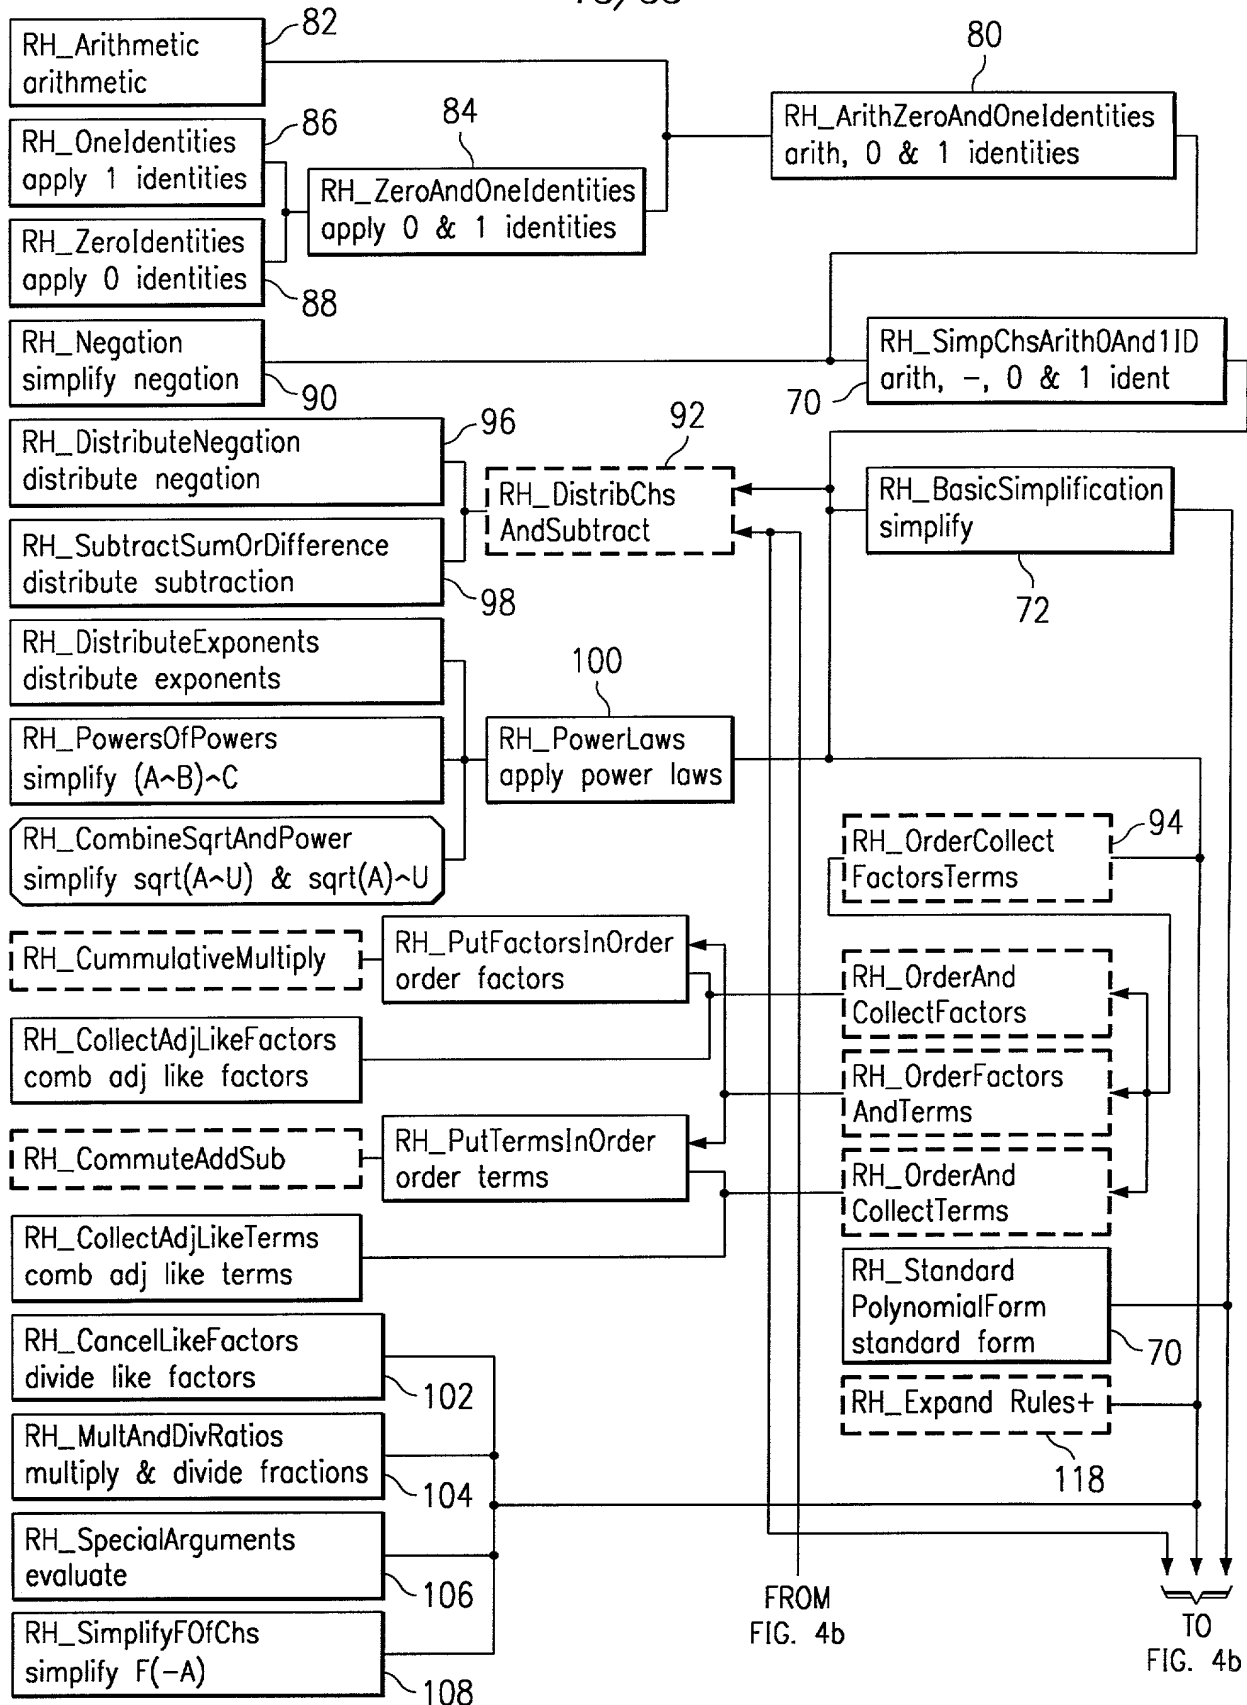 82
RH_Arithmetic
arithmetic
80
RH_ArithZeroAndOneIdentities
arith, 0 & 1 identities
86
RH_OneIdentities
apply 1 identities
84
RH_ZeroAndOneIdentities
apply 0 & 1 identities
RH_ZeroIdentities
apply 0 identities
88
RH_Negation
simplify negation
90
RH_SimpChsArith0And1ID
arith, –, 0 & 1 ident
70
RH_DistributeNegation
distribute negation
96
92
RH_DistribChs
AndSubtract
RH_BasicSimplification
simplify
72
RH_SubtractSumOrDifference
distribute subtraction
98
RH_DistributeExponents
distribute exponents
100
RH_PowersOfPowers
simplify (A~B)~C
RH_PowerLaws
apply power laws
RH_CombineSqrtAndPower
simplify sqrt(A~U) & sqrt(A)~U
RH_OrderCollect
FactorsTerms
94
RH_CummulativeMultiply
RH_PutFactorsInOrder
order factors
RH_OrderAnd
CollectFactors
RH_CollectAdjLikeFactors
comb adj like factors
RH_OrderFactors
AndTerms
RH_CommuteAddSub
RH_PutTermsInOrder
order terms
RH_OrderAnd
CollectTerms
RH_CollectAdjLikeTerms
comb adj like terms
RH_Standard
PolynomialForm
standard form
70
RH_CancelLikeFactors
divide like factors
102
RH_Expand Rules+
118
RH_MultAndDivRatios
multiply & divide fractions
104
RH_SpecialArguments
evaluate
106
RH_SimplifyFOfChs
simplify F(–A)
108
FROM
FIG. 4b
TO
FIG. 4b